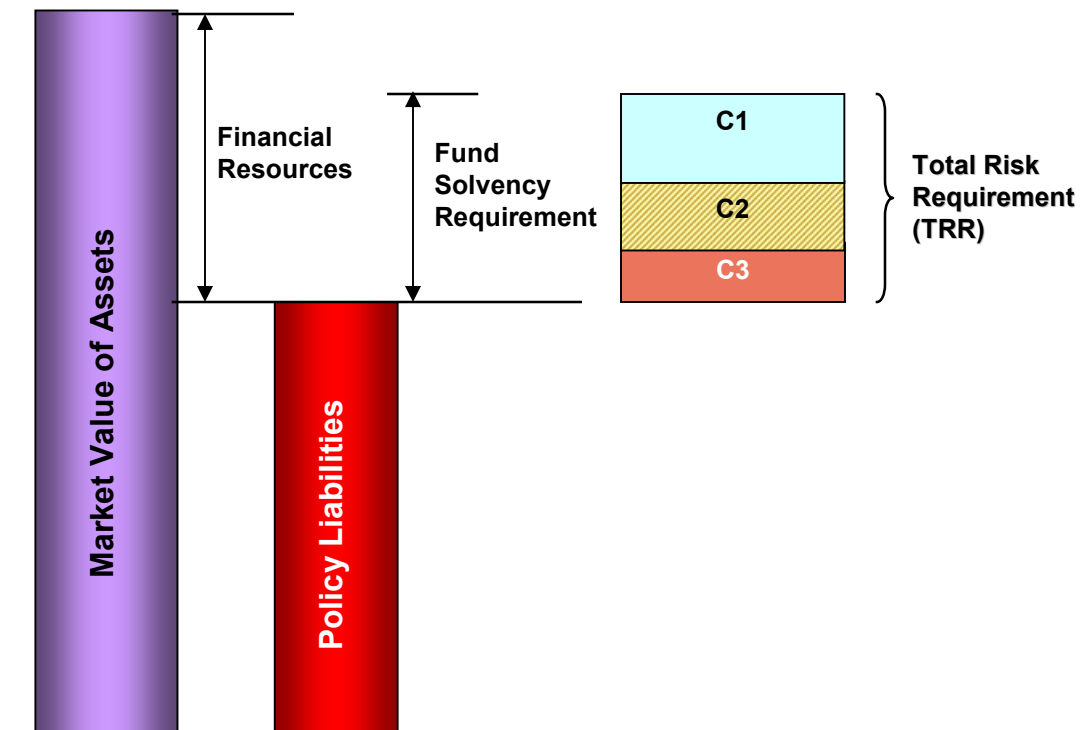 Market Value of Assets
Financial
Resources
Policy Liabilities
Fund
Solvency
Requirement
C1
C2
C3
Total Risk
Requirement
(TRR)